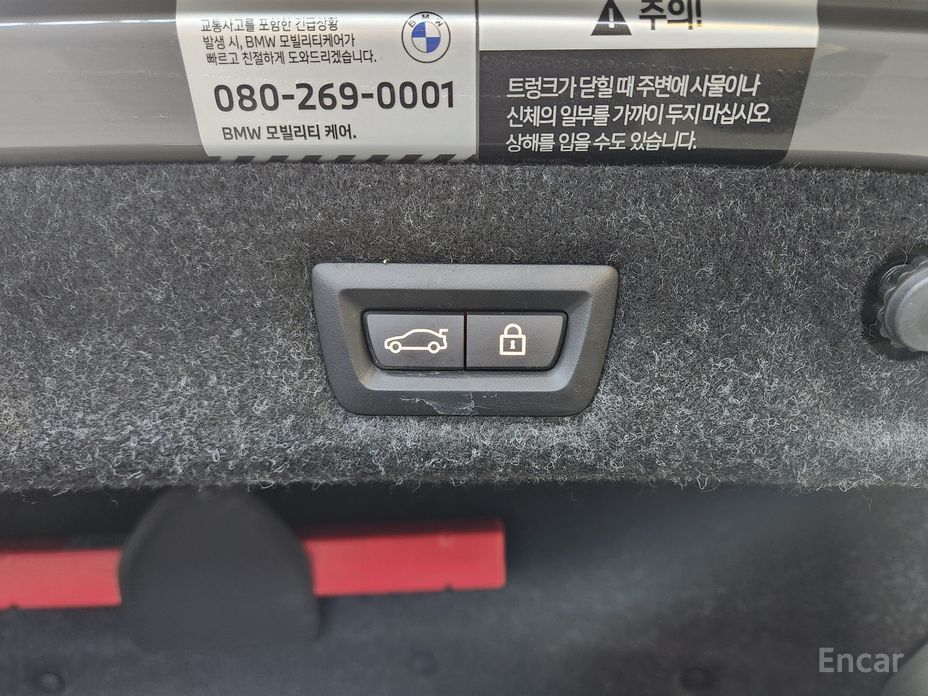 교통사고를 포함한 긴급상황
발생 시, BMW 모빌리티케어가
빠르고 친절하게 도와드리겠습니다.
080-269-0001
BMW 모빌리티 케어.
BMW
주의!
트렁크가 닫힐 때 주변에 사물이나
신체의 일부를 가까이 두지 마십시오.
상해를 입을 수도 있습니다.
Encar